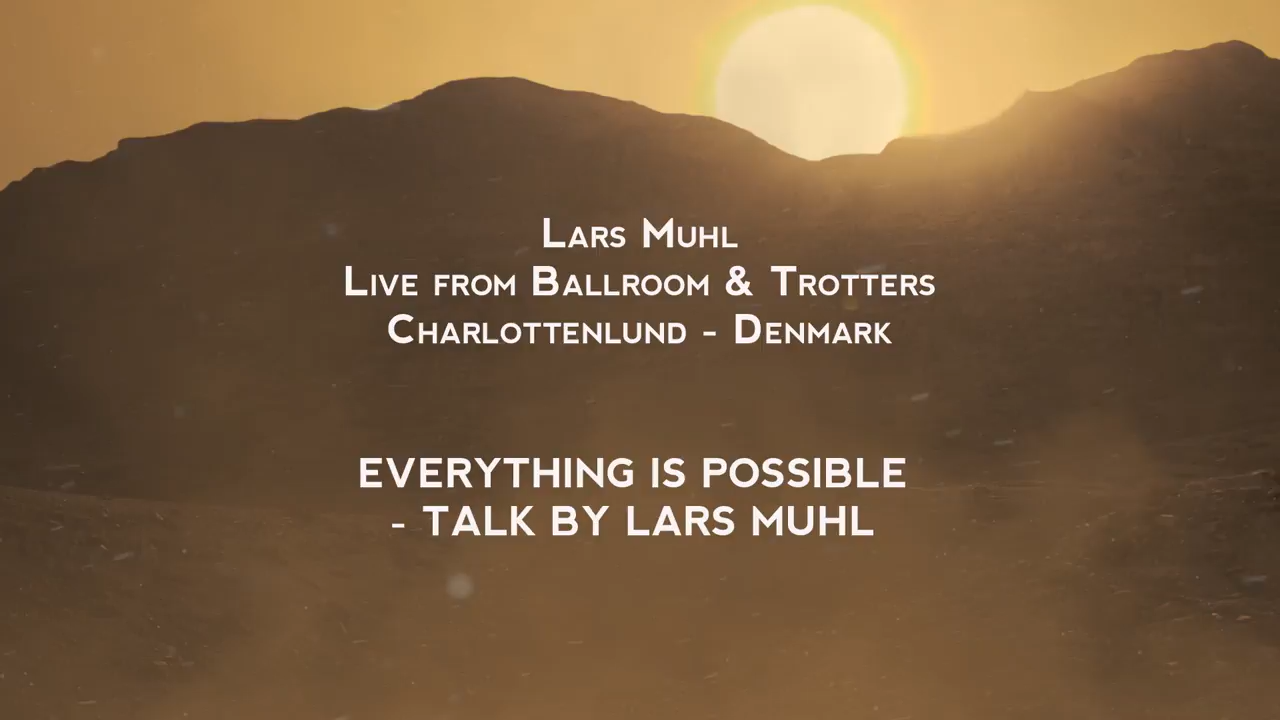 Lars Muhl
Live from Ballroom & Trotters
Charlottenlund - Denmark
EVERYTHING IS POSSIBLE
- TALK BY LARS MUHL